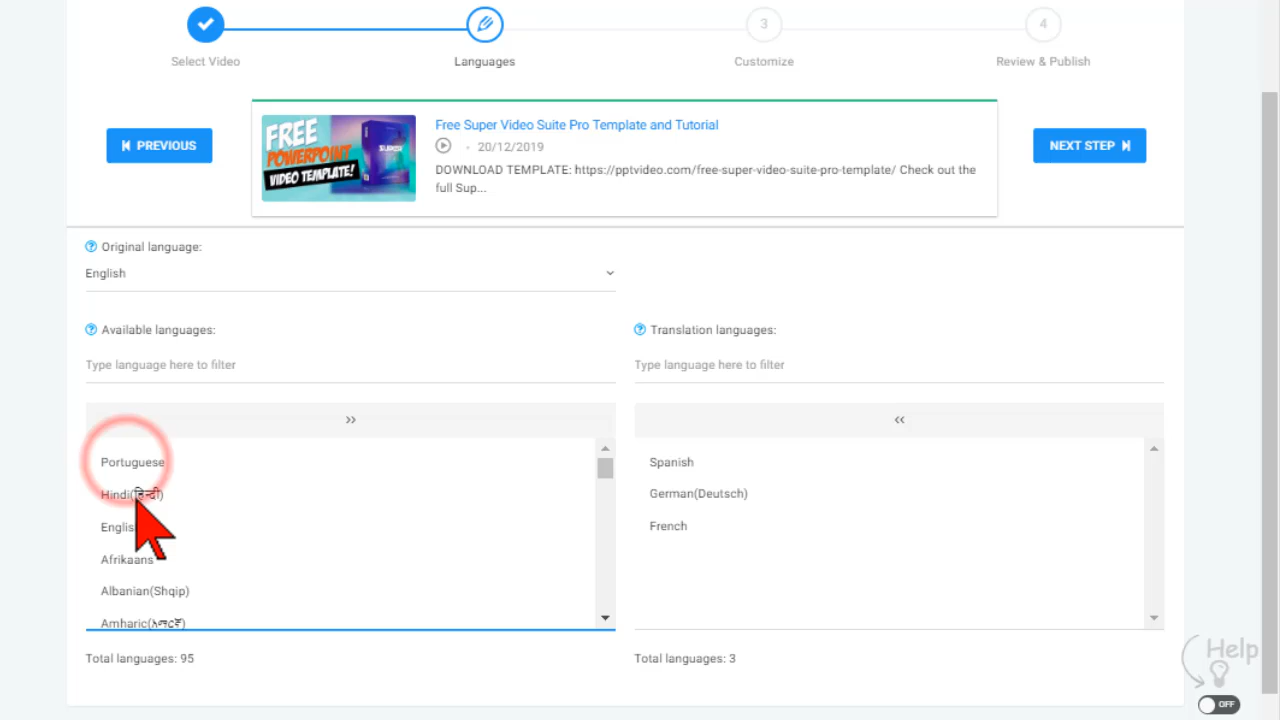 3
4
Select Video
Languages
Customize
Review & Publish
PREVIOUS
FREE
POWERPOINT
VIDEO TEMPLATE!
Free Super Video Suite Pro Template and Tutorial
· 20/12/2019
DOWNLOAD TEMPLATE: https://pptvideo.com/free-super-video-suite-pro-template/ Check out the
full Sup...
NEXT STEP
Original language:
English
Available languages:
Translation languages:
Type language here to filter
Type language here to filter
>>
<<
Portuguese
Hindi(हिन्दी)
Afrikaans
Albanian(Shqip)
Amharic(አማርኛ)
Spanish
German(Deutsch)
French
Total languages: 95
Total languages: 3
Help
OFF